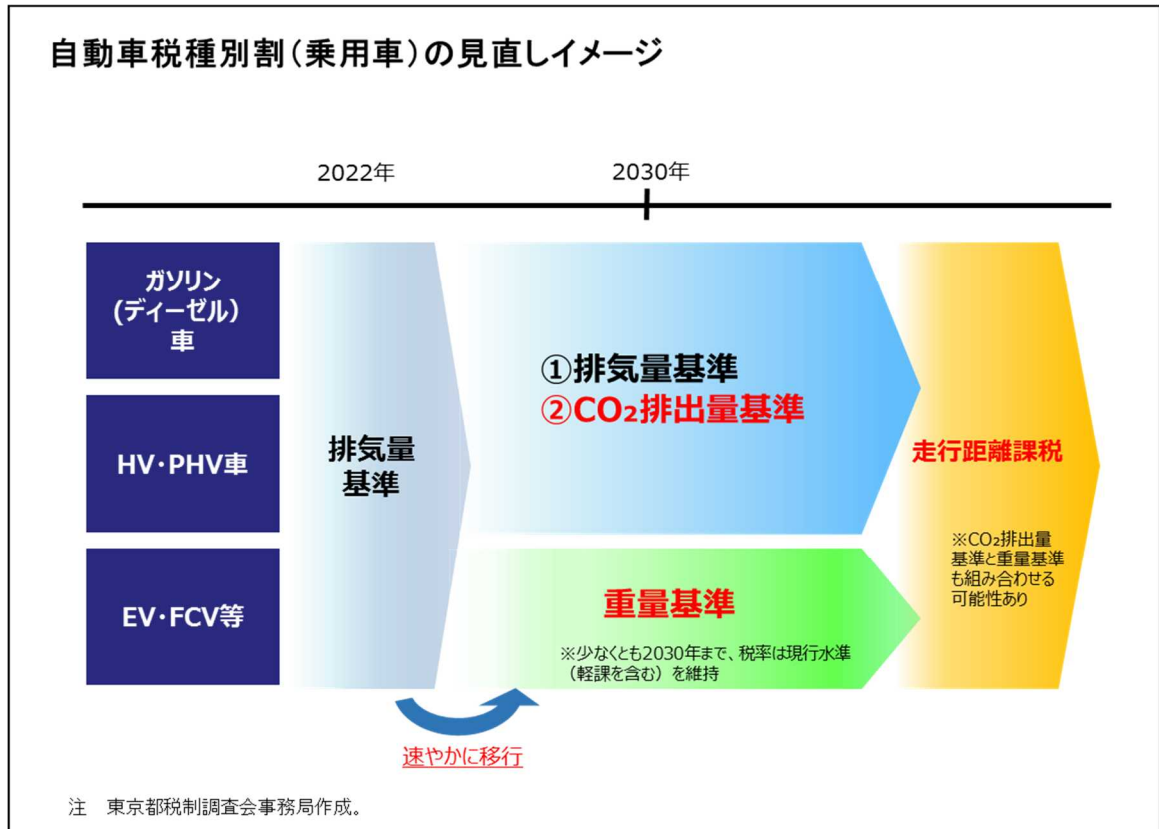 自動車税種別割(乗用車)の見直しイメージ
2022年
2030年
ガソリン
(ディーゼル)
車
HV・PHV車
EV・FCV等
排気量
基準
①排気量基準
②CO₂排出量基準
重量基準
※少なくとも2030年まで、税率は現行水準
(軽課を含む)を維持
走行距離課税
※CO₂排出量
基準と重量基準
も組み合わせる
可能性あり
速やかに移行
注 東京都税制調査会事務局作成。